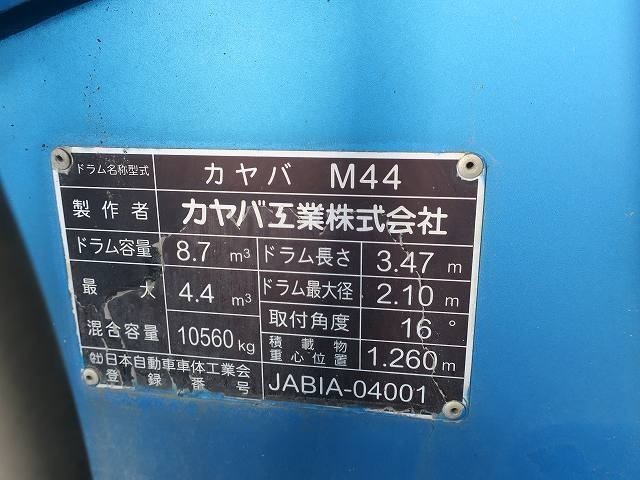 ドラム名称型式 カヤバ M44
製作者 カヤバ工業株式会社
ドラム容量 8.7 m³ ドラム長さ 3.47 m
最大 4.4 m³ ドラム最大径 2.10 m
混合容量 10560 kg 取付角度 16 °
積載物
重心位置 1.260 m
㈳日本自動車車体工業会
登録番号 JABIA-04001